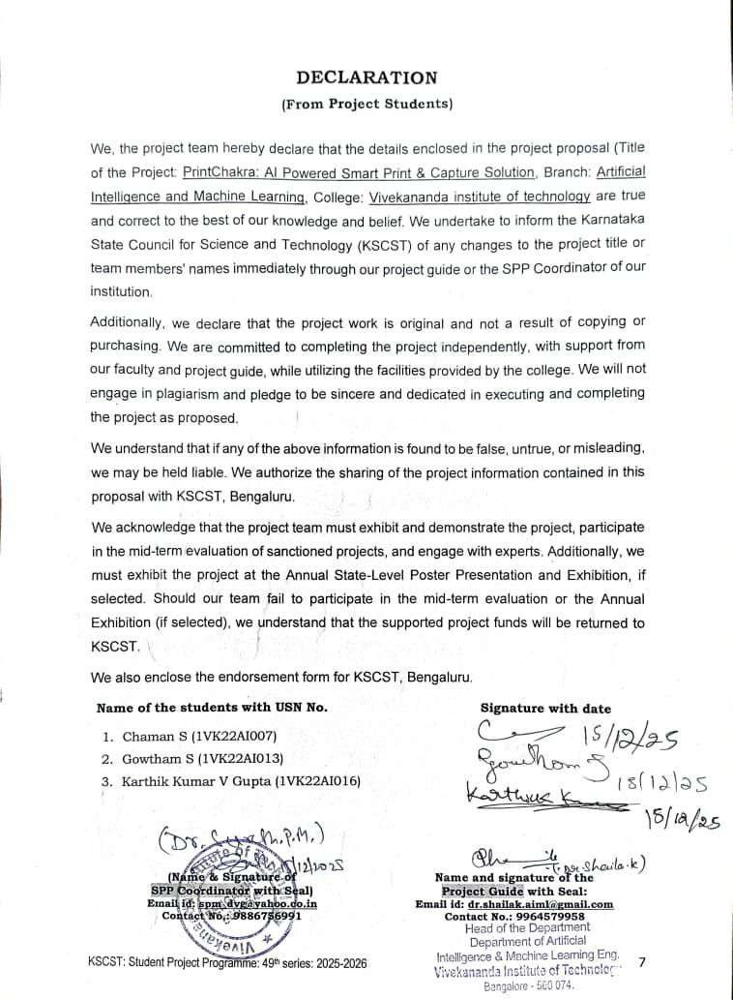 DECLARATION
(From Project Students)
We, the project team hereby declare that the details enclosed in the project proposal (Title
of the Project: PrintChakra: AI Powered Smart Print & Capture Solution, Branch: Artificial
Intelligence and Machine Learning, College: Vivekananda institute of technology are true
and correct to the best of our knowledge and belief. We undertake to inform the Karnataka
State Council for Science and Technology (KSCST) of any changes to the project title or
team members' names immediately through our project guide or the SPP Coordinator of our
institution.
Additionally, we declare that the project work is original and not a result of copying or
purchasing. We are committed to completing the project independently, with support from
our faculty and project guide, while utilizing the facilities provided by the college. We will not
engage in plagiarism and pledge to be sincere and dedicated in executing and completing
the project as proposed.
We understand that if any of the above information is found to be false, untrue, or misleading,
we may be held liable. We authorize the sharing of the project information contained in this
proposal with KSCST, Bengaluru.
We acknowledge that the project team must exhibit and demonstrate the project, participate
in the mid-term evaluation of sanctioned projects, and engage with experts. Additionally, we
must exhibit the project at the Annual State-Level Poster Presentation and Exhibition, if
selected. Should our team fail to participate in the mid-term evaluation or the Annual
Exhibition (if selected), we understand that the supported project funds will be returned to
KSCST.
We also enclose the endorsement form for KSCST, Bengaluru.
Name of the students with USN No.
1. Chaman S (1VK22AI007)
2. Gowtham S (1VK22AI013)
3. Karthik Kumar V Gupta (1VK22AI016)
Signature with date
15/12/25
Gowtham S
15/12/25
Karthik
15/12/25
(Dr. M.P.M.)
/12/2025
(Name & Signature of
SPP Coordinator with Seal)
Email id: spm_dvg@yahoo.co.in
Contact No.: 9886756991
(Dr. Shaila. K)
Name and signature of the
Project Guide with Seal:
Email id: dr.shailak.aiml@gmail.com
Contact No.: 9964579958
Head of the Department
Department of Artificial
Intelligence & Machine Learning Eng.
Vivekananda Institute of Technology
Bangalore - 560 074.
KSCST: Student Project Programme: 49th series: 2025-2026
7